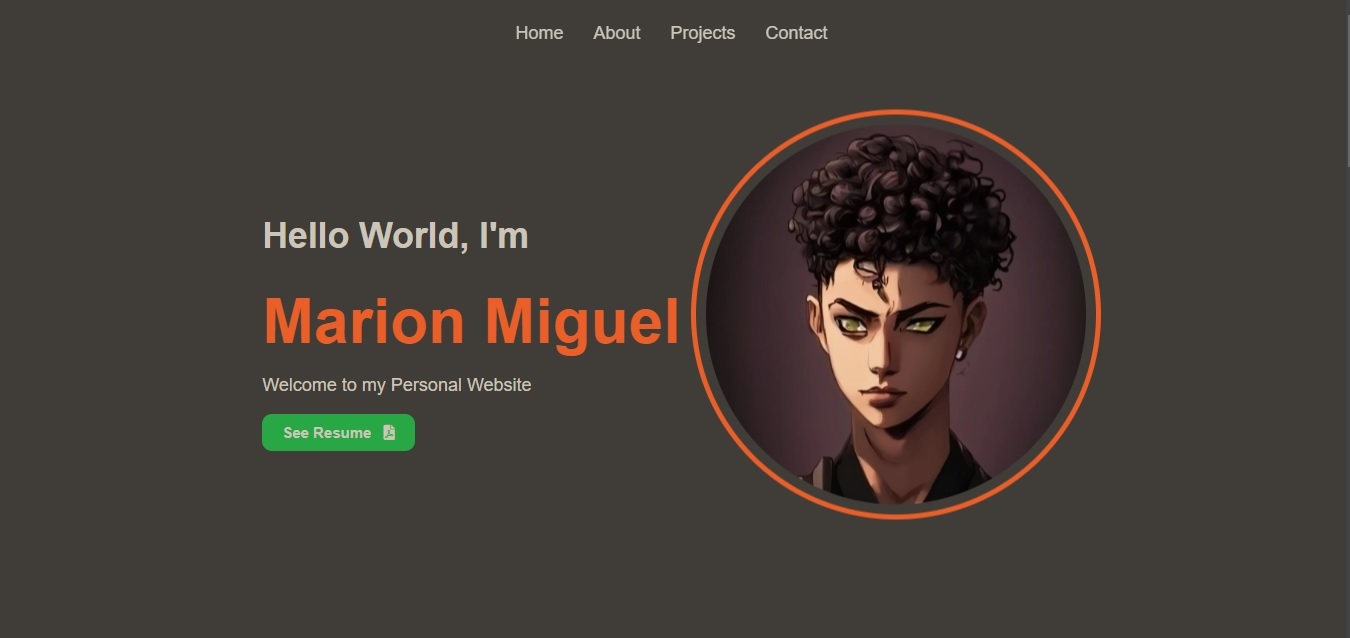 Home About Projects Contact
Hello World, I'm
Marion Miguel
Welcome to my Personal Website
See Resume